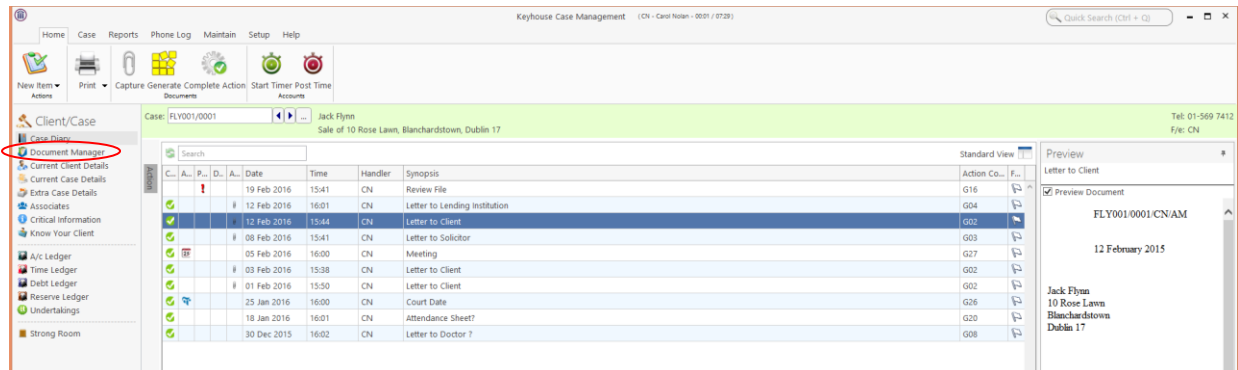 Keyhouse Case Management (CN - Carol Nolan - 00:01 / 07:29)
Quick Search (Ctrl + Q)
Home Case Reports Phone Log Maintain Setup Help
New Item Print Capture Generate Complete Action Start Timer Post Time
Actions Documents Accounts
Client/Case
Case Diary
Document Manager
Current Client Details
Current Case Details
Extra Case Details
Associates
Critical Information
Know Your Client
A/c Ledger
Time Ledger
Debt Ledger
Reserve Ledger
Undertakings
Strong Room
Case: FLY001/0001 ... Jack Flynn Tel: 01-569 7412
Sale of 10 Rose Lawn, Blanchardstown, Dublin 17 F/e: CN
Action
Search Standard View
C... A... P... D.. A... Date Time Handler Synopsis Action Co... F...
19 Feb 2016 15:41 CN Review File G16
12 Feb 2016 16:01 CN Letter to Lending Institution G04
12 Feb 2016 15:44 CN Letter to Client G02
08 Feb 2016 15:41 CN Letter to Solicitor G03
05 Feb 2016 16:00 CN Meeting G27
03 Feb 2016 15:38 CN Letter to Client G02
01 Feb 2016 15:50 CN Letter to Client G02
25 Jan 2016 16:00 CN Court Date G26
18 Jan 2016 16:01 CN Attendance Sheet? G20
30 Dec 2015 16:02 CN Letter to Doctor ? G08
Preview
Letter to Client
Preview Document
FLY001/0001/CN/AM
12 February 2015
Jack Flynn
10 Rose Lawn
Blanchardstown
Dublin 17